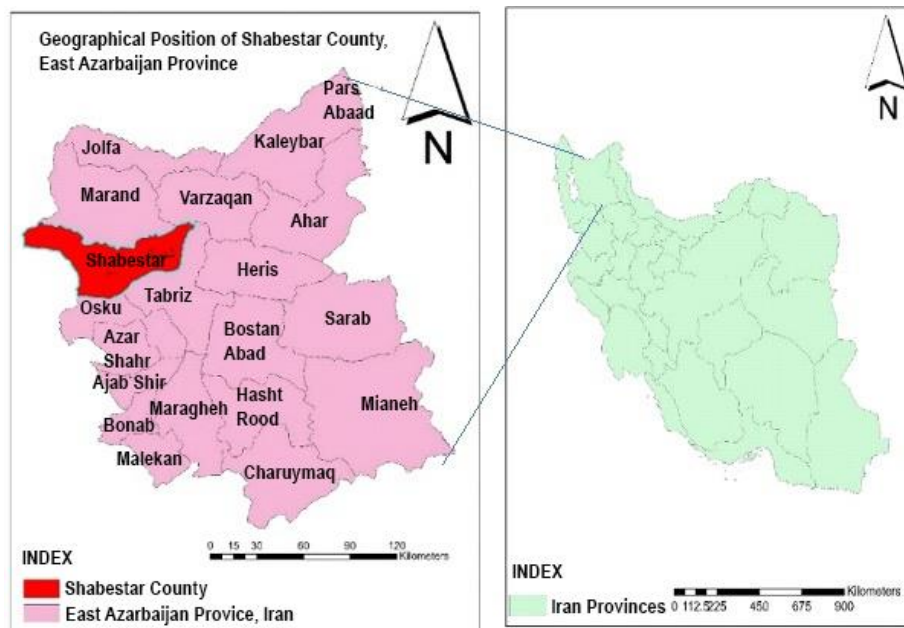 Geographical Position of Shabestar County,
East Azarbaijan Province
N
Pars
Abaad
Kaleybar
Jolfa
Marand
Varzaqan
Ahar
Shabestar
Heris
Tabriz
Osku
Sarab
Bostan
Abad
Azar
Shahr
Ajab Shir
Hasht
Rood
Mianeh
Maragheh
Bonab
Malekan
Charuymaq
0 15 30 60 90 120
Kilometers
INDEX
Shabestar County
East Azarbaijan Provice, Iran
N
INDEX
Iran Provinces
Kilometers
0 112.5225 450 675 900